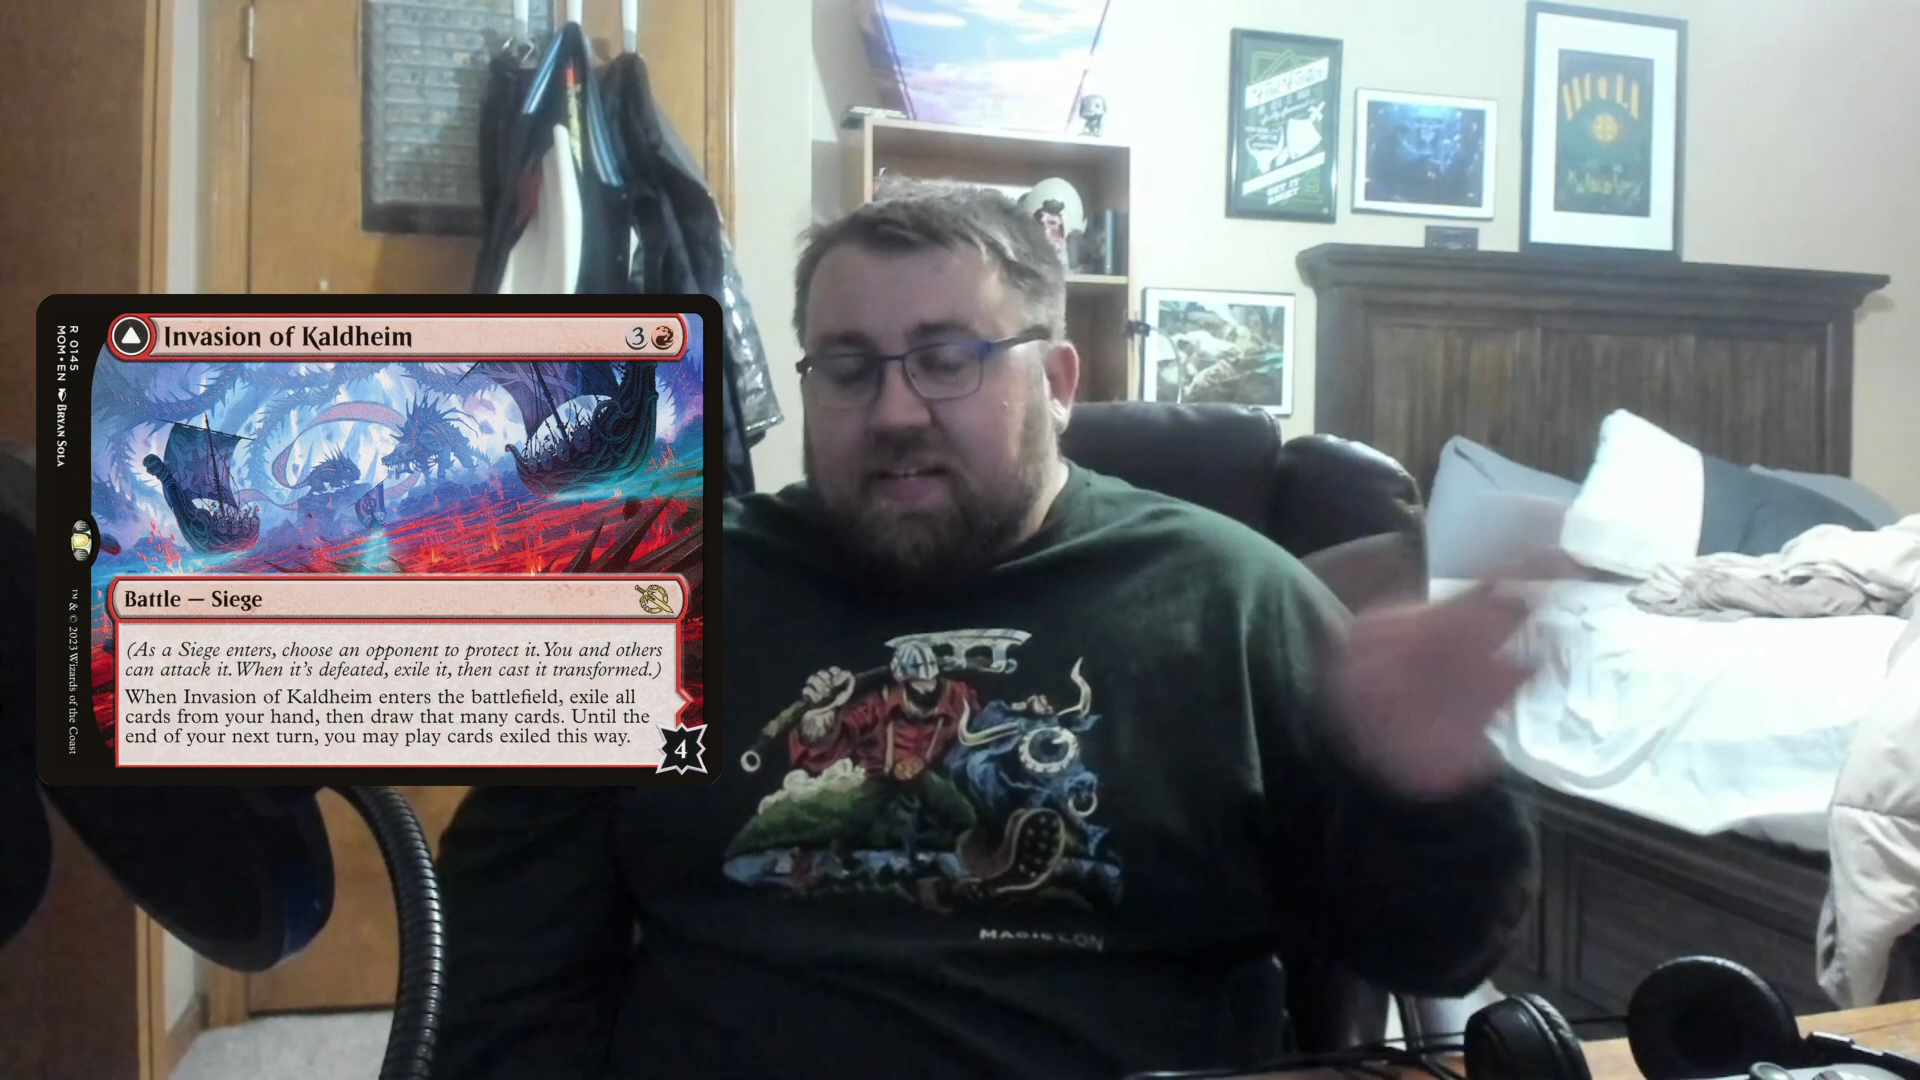 Invasion of Kaldheim
3
R 0145
MOM • EN BRYAN SOLA
™ & © 2023 Wizards of the Coast
Battle — Siege
(As a Siege enters, choose an opponent to protect it. You and others
can attack it. When it's defeated, exile it, then cast it transformed.)
When Invasion of Kaldheim enters the battlefield, exile all
cards from your hand, then draw that many cards. Until the
end of your next turn, you may play cards exiled this way.
4
MAGICCON